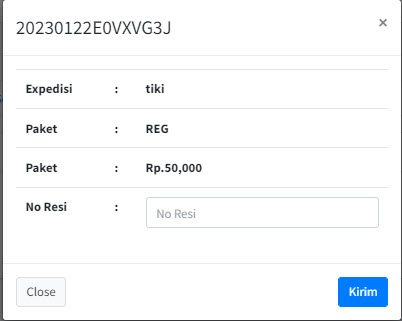 20230122E0VXVG3J ×
Expedisi : tiki
Paket : REG
Paket : Rp.50,000
No Resi : No Resi
Close Kirim